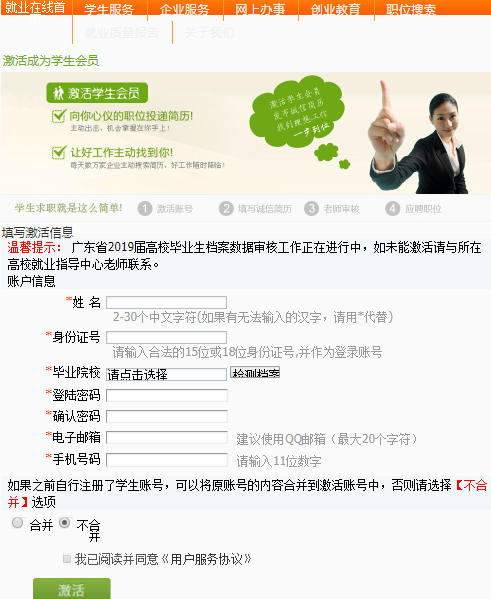 就业在线首 学生服务 企业服务 网上办事 创业教育 职位搜索
就业质量报告 关于我们
激活成为学生会员
激活学生会员
向你心仪的职位投递简历!
主动出击，机会掌握在你手上!
让好工作主动找到你!
每天数万家企业主动搜索简历，好工作随时降临!
激活学生会员
发布诚信简历
找到理想工作
一步到位
学生求职就是这么简单! 1 激活账号 2 填写诚信简历 3 老师审核 4 应聘职位
填写激活信息
温馨提示： 广东省2019届高校毕业生档案数据审核工作正在进行中，如未能激活请与所在
高校就业指导中心老师联系。
账户信息
*姓 名
2-30个中文字符(如果有无法输入的汉字，请用*代替)
*身份证号
请输入合法的15位或18位身份证号,并作为登录账号
*毕业院校 请点击选择 检测档案
*登陆密码
*确认密码
*电子邮箱 建议使用QQ邮箱（最大20个字符）
*手机号码 请输入11位数字
如果之前自行注册了学生账号，可以将原账号的内容合并到激活账号中，否则请选择【不合
并】选项
合并 不合
并
我已阅读并同意《用户服务协议》
激活